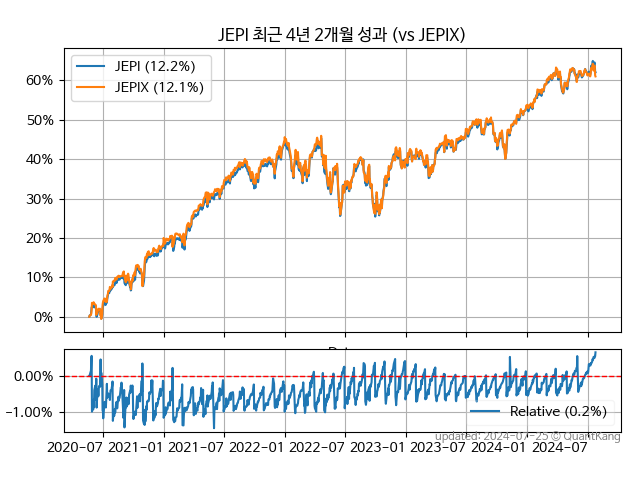 JEPI 최근 4년 2개월 성과 (vs JEPIX)
JEPI (12.2%)
JEPIX (12.1%)
60%
50%
40%
30%
20%
10%
0%
0.00%
−1.00%
Relative (0.2%)
updated: 2024-07-25 © QuantKang
2020-07 2021-01 2021-07 2022-01 2022-07 2023-01 2023-07 2024-01 2024-07